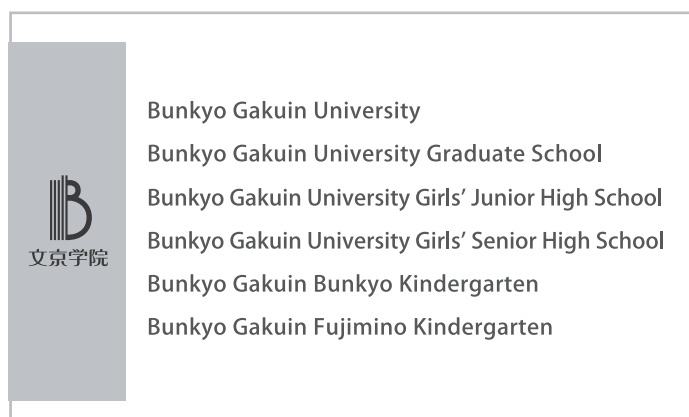 B
文京学院
Bunkyo Gakuin University
Bunkyo Gakuin University Graduate School
Bunkyo Gakuin University Girls’ Junior High School
Bunkyo Gakuin University Girls’ Senior High School
Bunkyo Gakuin Bunkyo Kindergarten
Bunkyo Gakuin Fujimino Kindergarten